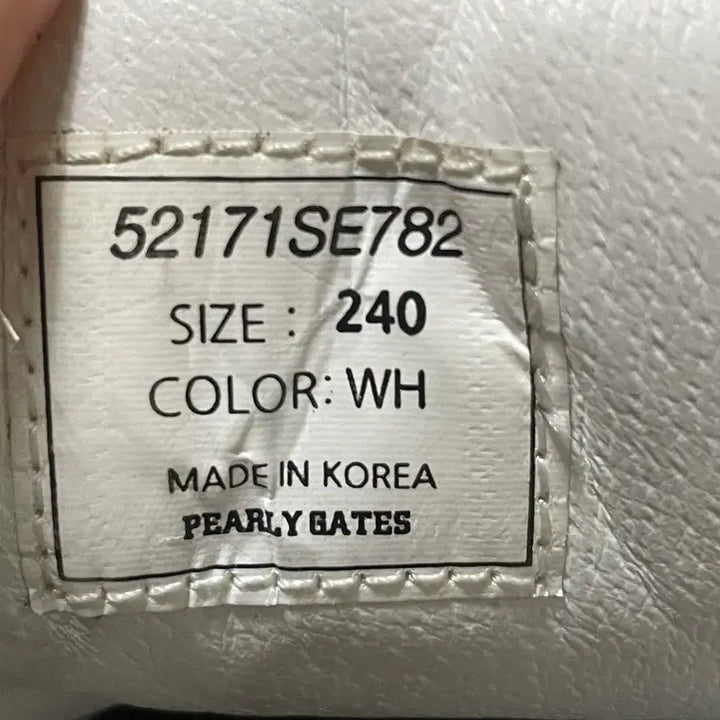 52171SE782
SIZE : 240
COLOR: WH
MADE IN KOREA
PEARLY GATES